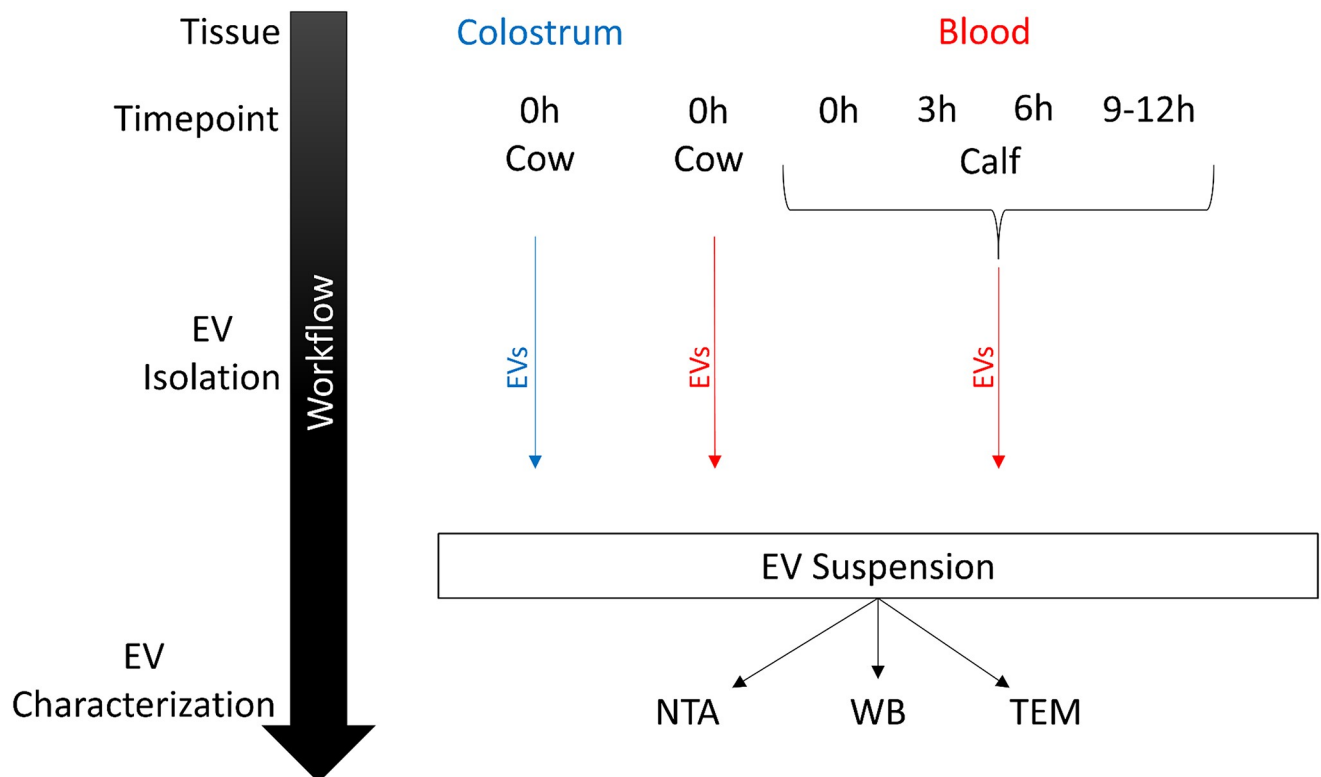 Tissue
Colostrum
Blood
Timepoint
0h
Cow
0h
Cow
0h 3h 6h 9-12h
Calf
EV
Isolation
Workflow
EVs
EVs
EVs
EV Suspension
EV
Characterization
NTA
WB
TEM